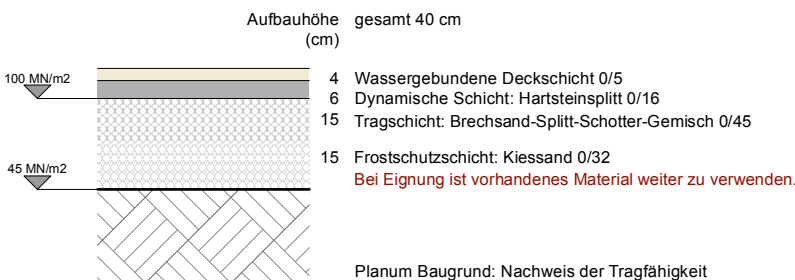 Aufbauhöhe gesamt 40 cm
(cm)
100 MN/m2
4 Wassergebundene Deckschicht 0/5
6 Dynamische Schicht: Hartsteinsplitt 0/16
15 Tragschicht: Brechsand-Splitt-Schotter-Gemisch 0/45
15 Frostschutzschicht: Kiessand 0/32
45 MN/m2
Bei Eignung ist vorhandenes Material weiter zu verwenden.
Planum Baugrund: Nachweis der Tragfähigkeit